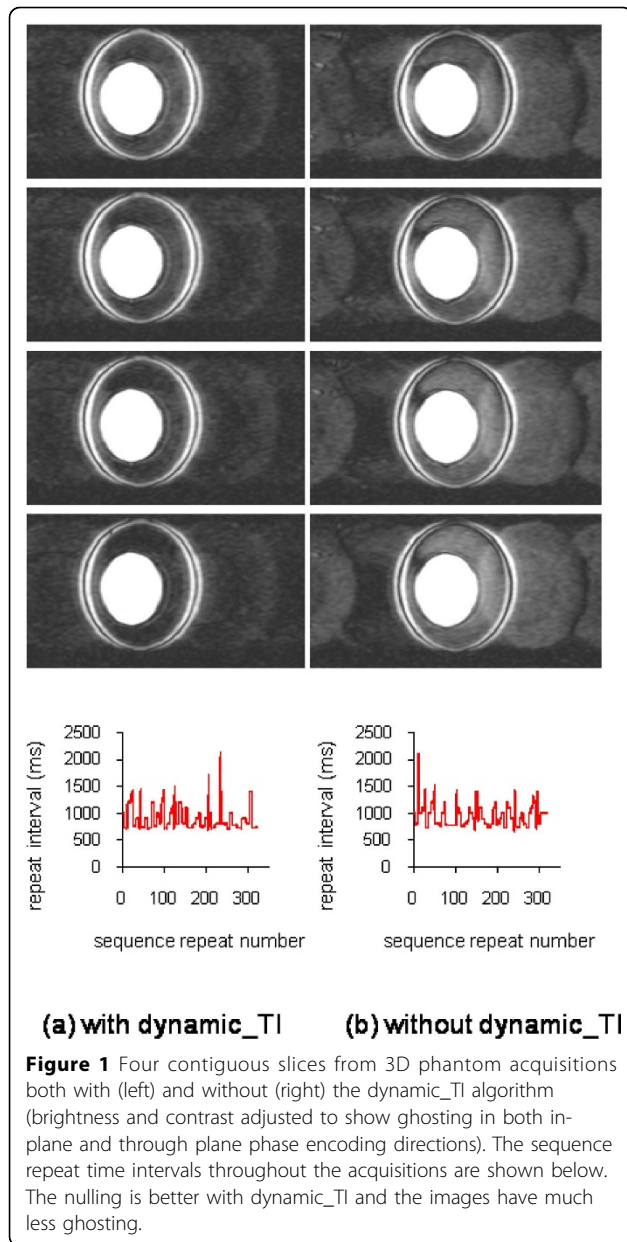 2500
2000
1500
1000
500
0
repeat interval (ms)
0 100 200 300
sequence repeat number
2500
2000
1500
1000
500
0
repeat interval (ms)
0 100 200 300
sequence repeat number
(a) with dynamic_TI
(b) without dynamic_TI
Figure 1 Four contiguous slices from 3D phantom acquisitions
both with (left) and without (right) the dynamic_TI algorithm
(brightness and contrast adjusted to show ghosting in both in-
plane and through plane phase encoding directions). The sequence
repeat time intervals throughout the acquisitions are shown below.
The nulling is better with dynamic_TI and the images have much
less ghosting.